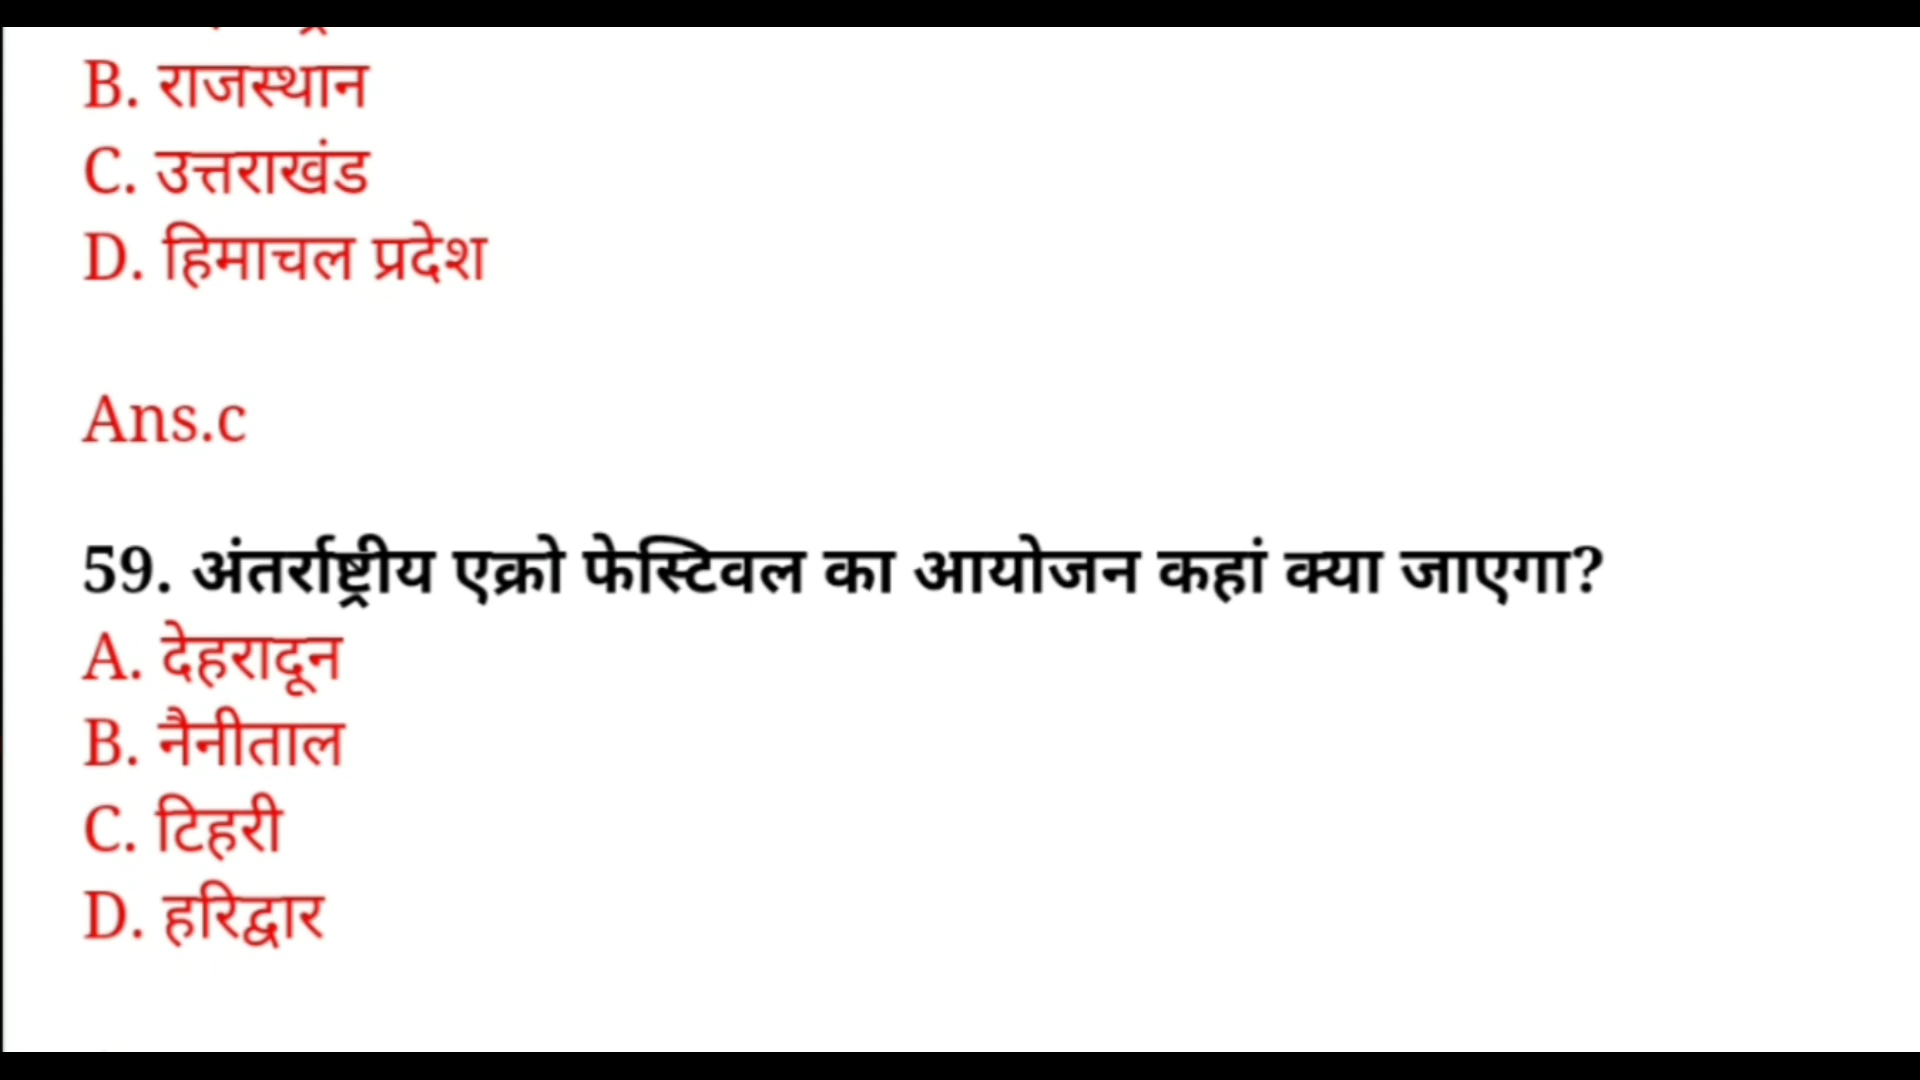 B. राजस्थान
C. उत्तराखंड
D. हिमाचल प्रदेश
Ans.c
59. अंतर्राष्ट्रीय एक्रो फेस्टिवल का आयोजन कहां क्या जाएगा?
A. देहरादून
B. नैनीताल
C. टिहरी
D. हरिद्वार